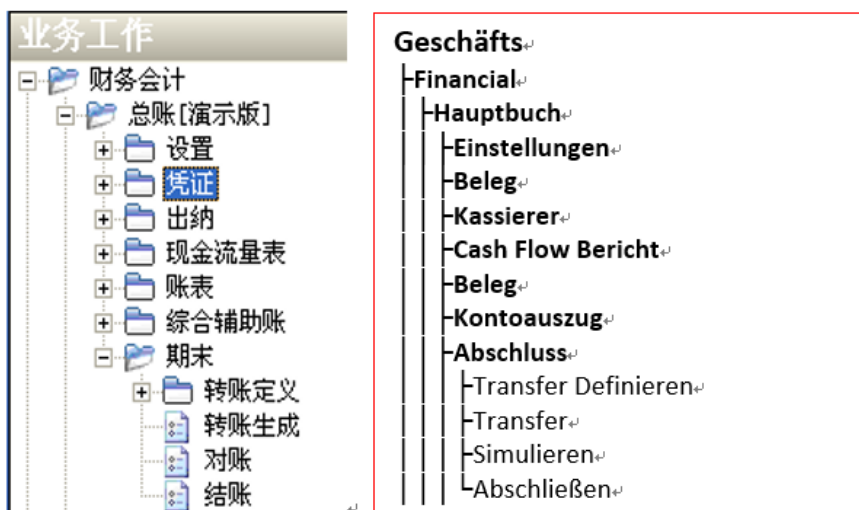 业务工作
财务会计
总账[演示版]
设置
凭证
出纳
现金流量表
账表
综合辅助账
期末
转账定义
转账生成
对账
结账
Geschäfts
Financial
Hauptbuch
Einstellungen
Beleg
Kassierer
Cash Flow Bericht
Beleg
Kontoauszug
Abschluss
Transfer Definieren
Transfer
Simulieren
Abschließen